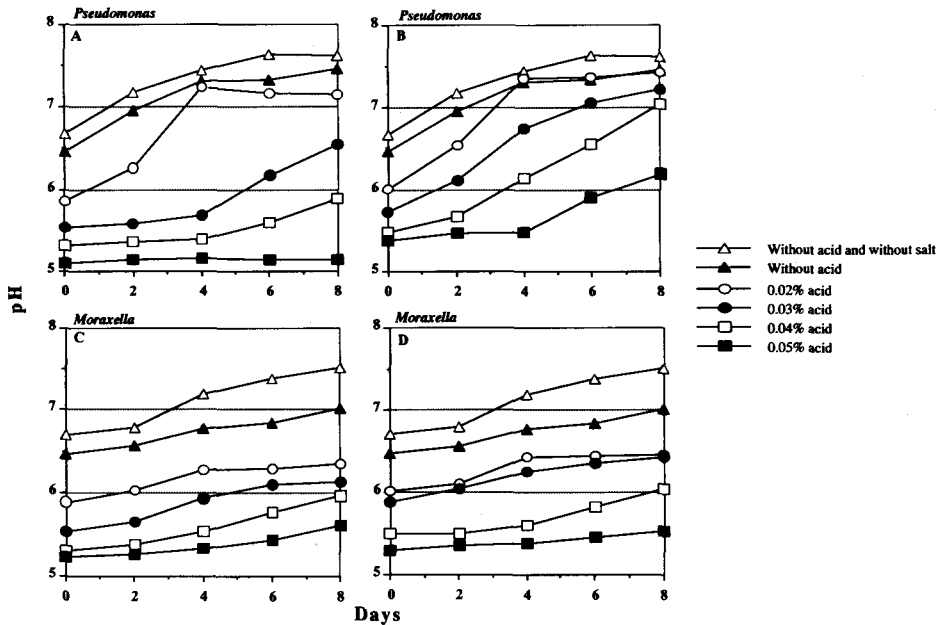 Pseudomonas
A
8
7
6
5
0 2 4 6 8
Pseudomonas
B
8
7
6
5
0 2 4 6 8
pH
Without acid and without salt
Without acid
0.02% acid
0.03% acid
0.04% acid
0.05% acid
Moraxella
C
8
7
6
5
0 2 4 6 8
Moraxella
D
8
7
6
5
0 2 4 6 8
Days